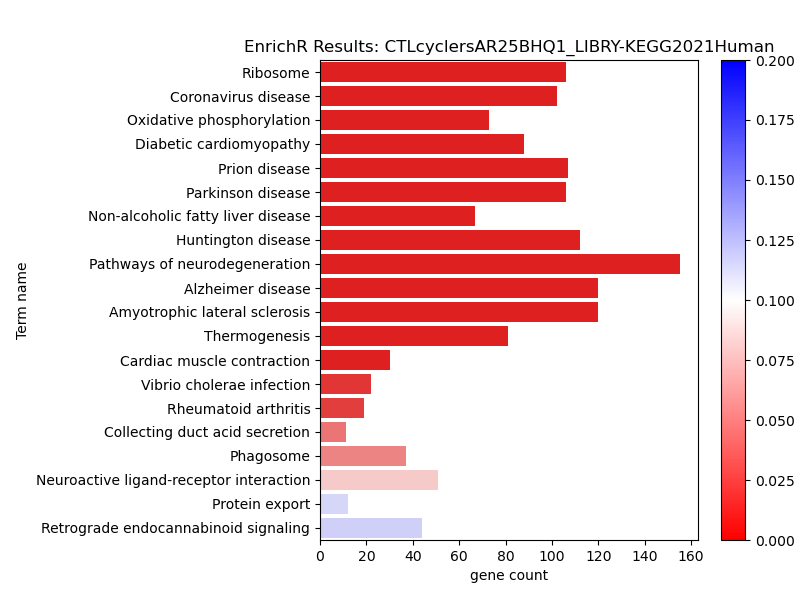 EnrichR Results: CTLcyclersAR25BHQ1_LIBRY-KEGG2021Human
Term name
Ribosome
Coronavirus disease
Oxidative phosphorylation
Diabetic cardiomyopathy
Prion disease
Parkinson disease
Non-alcoholic fatty liver disease
Huntington disease
Pathways of neurodegeneration
Alzheimer disease
Amyotrophic lateral sclerosis
Thermogenesis
Cardiac muscle contraction
Vibrio cholerae infection
Rheumatoid arthritis
Collecting duct acid secretion
Phagosome
Neuroactive ligand-receptor interaction
Protein export
Retrograde endocannabinoid signaling
0 20 40 60 80 100 120 140 160
gene count
0.200
0.175
0.150
0.125
0.100
0.075
0.050
0.025
0.000